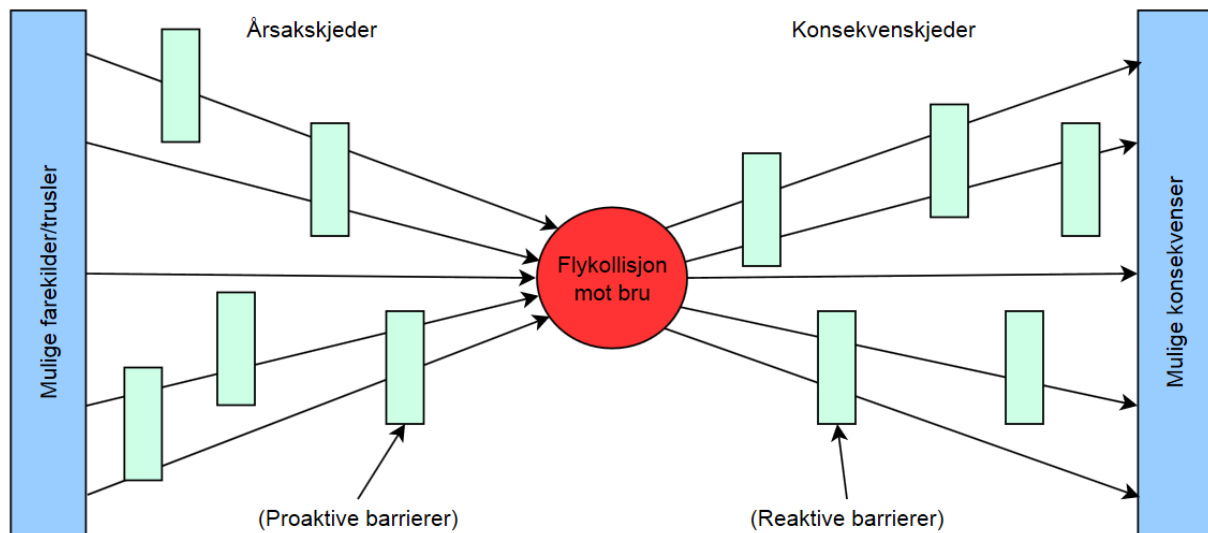 Årsakskjeder
Konsekvenskjeder
Mulige farekilder/trusler
Flykollisjon
mot bru
Mulige konsekvenser
(Proaktive barrierer)
(Reaktive barrierer)